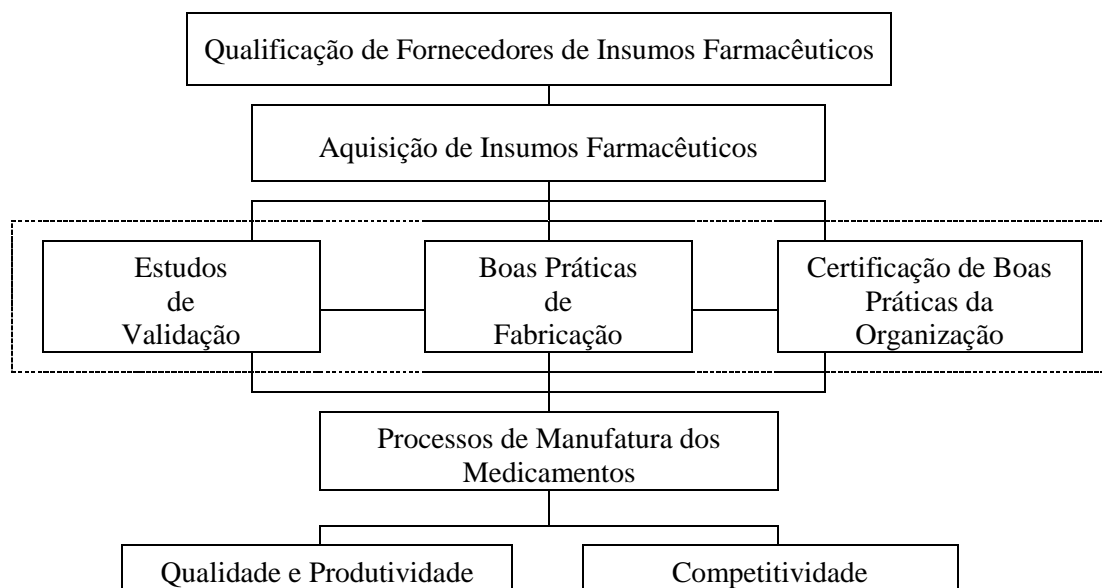 Qualificação de Fornecedores de Insumos Farmacêuticos
Aquisição de Insumos Farmacêuticos
Estudos
de
Validação
Boas Práticas
de
Fabricação
Certificação de Boas
Práticas da
Organização
Processos de Manufatura dos
Medicamentos
Qualidade e Produtividade
Competitividade